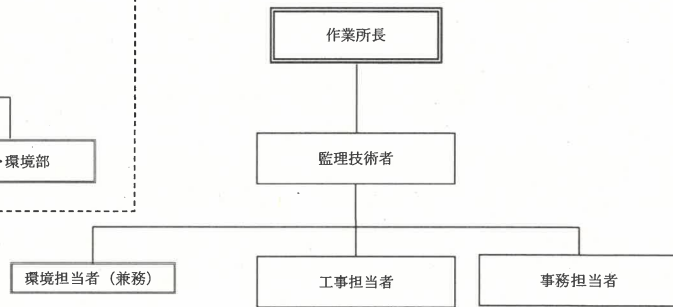 作業所長
・環境部
監理技術者
環境担当者（兼務）
工事担当者
事務担当者